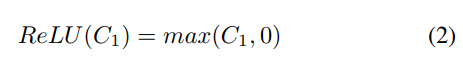 ReLU(C₁) = max(C₁, 0) (2)